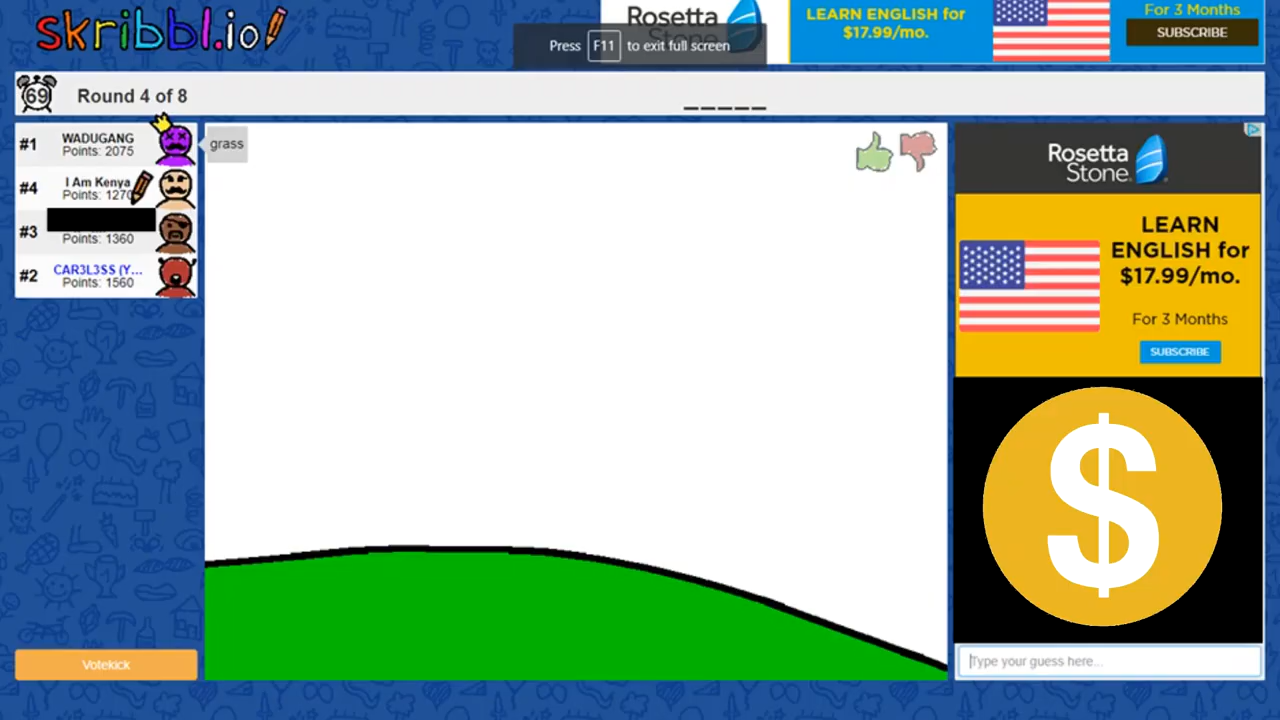 skribbl.io
Rosetta
Stone
LEARN ENGLISH for
$17.99/mo.
For 3 Months
SUBSCRIBE
Press F11 to exit full screen
69
Round 4 of 8
_____
#1
WADUGANG
Points: 2075
grass
#4
I Am Kenya
Points: 1270
#3
Points: 1360
#2
CAR3L3SS (Y...
Points: 1560
Rosetta
Stone.
LEARN
ENGLISH for
$17.99/mo.
For 3 Months
SUBSCRIBE
$
Votekick
Type your guess here...